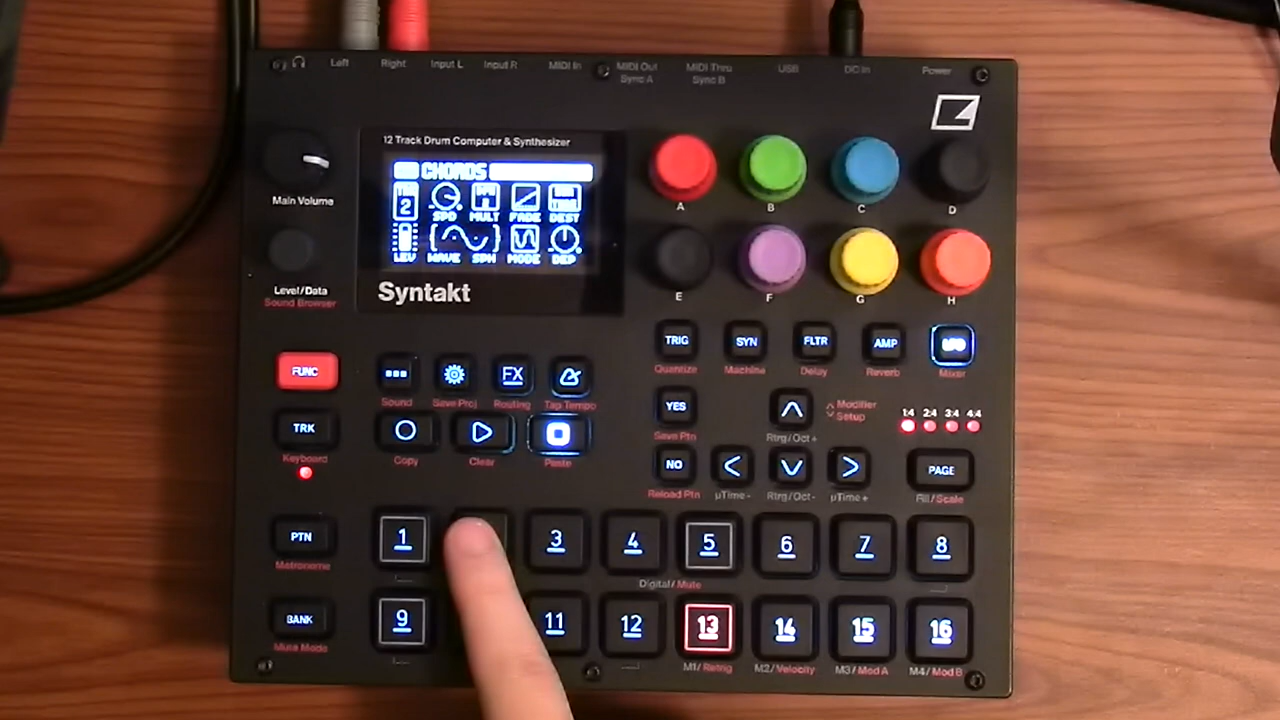 Left Right Input L Input R MIDI In MIDI Out MIDI Thru USB DC In Power
Sync A Sync B
12 Track Drum Computer & Synthesizer
CHORDS
2 SPD MULT FADE DEST
LEV WAVE SPH MODE DEP
Syntakt
Main Volume
Level/Data
Sound Browser
A B C D
E F G H
TRIG SYN FLTR AMP LFO
Quantize Machine Delay Reverb Mixer
FUNC FX
Sound Save Proj Routing Tap Tempo
YES
Save Ptn
Modifier
Setup
Rtrg/Oct+
1:4 2:4 3:4 4:4
TRK
Keyboard
Copy Clear Paste
NO PAGE
Reload Ptn µTime- Rtrg/Oct- µTime+ Fill/Scale
PTN
Metronome
1 3 4 5 6 7 8
Digital/Mute
BANK
Mute Mode
9 11 12 13 14 15 16
M1/Retrig M2/Velocity M3/Mod A M4/Mod B